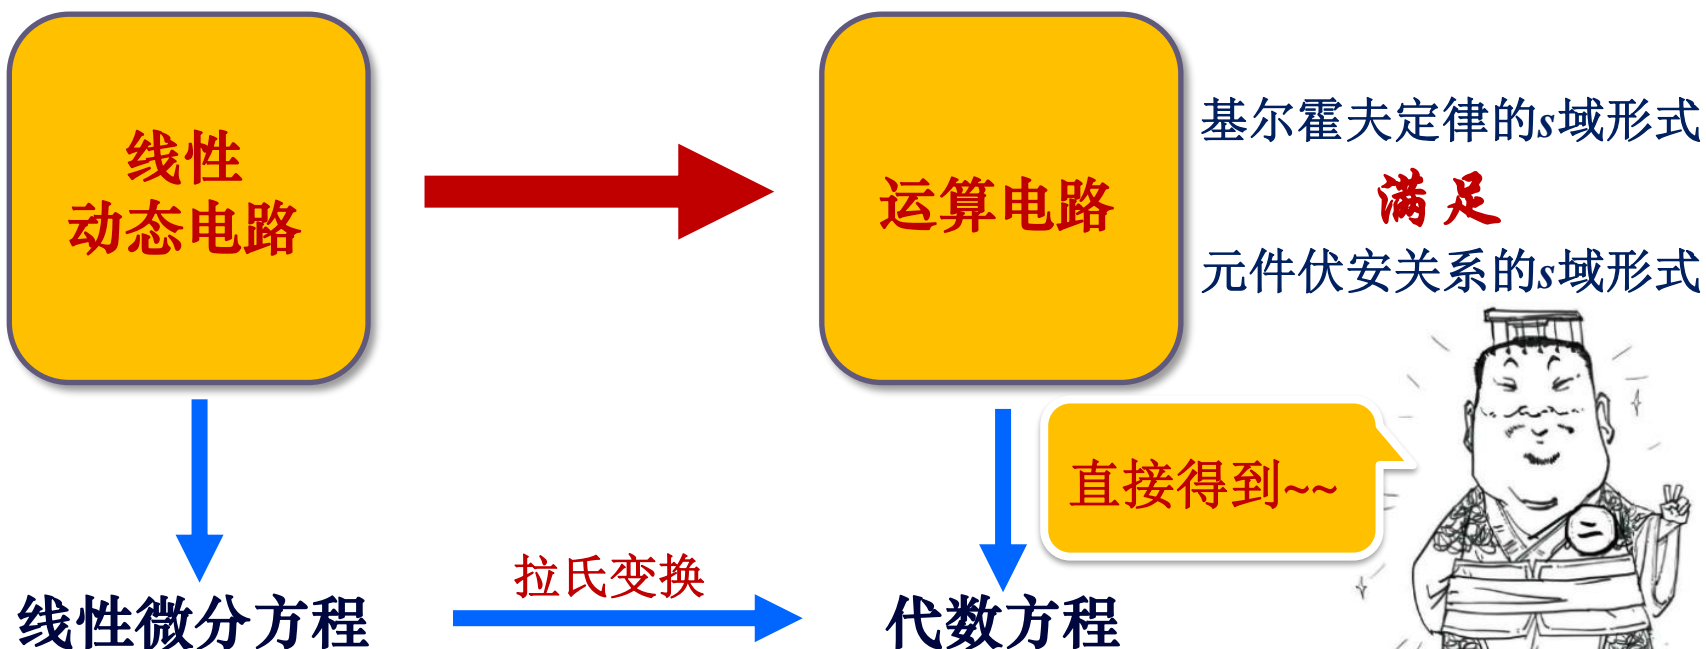 线性
动态电路
运算电路
基尔霍夫定律的s域形式
满足
元件伏安关系的s域形式
直接得到~~
二
拉氏变换
线性微分方程
代数方程